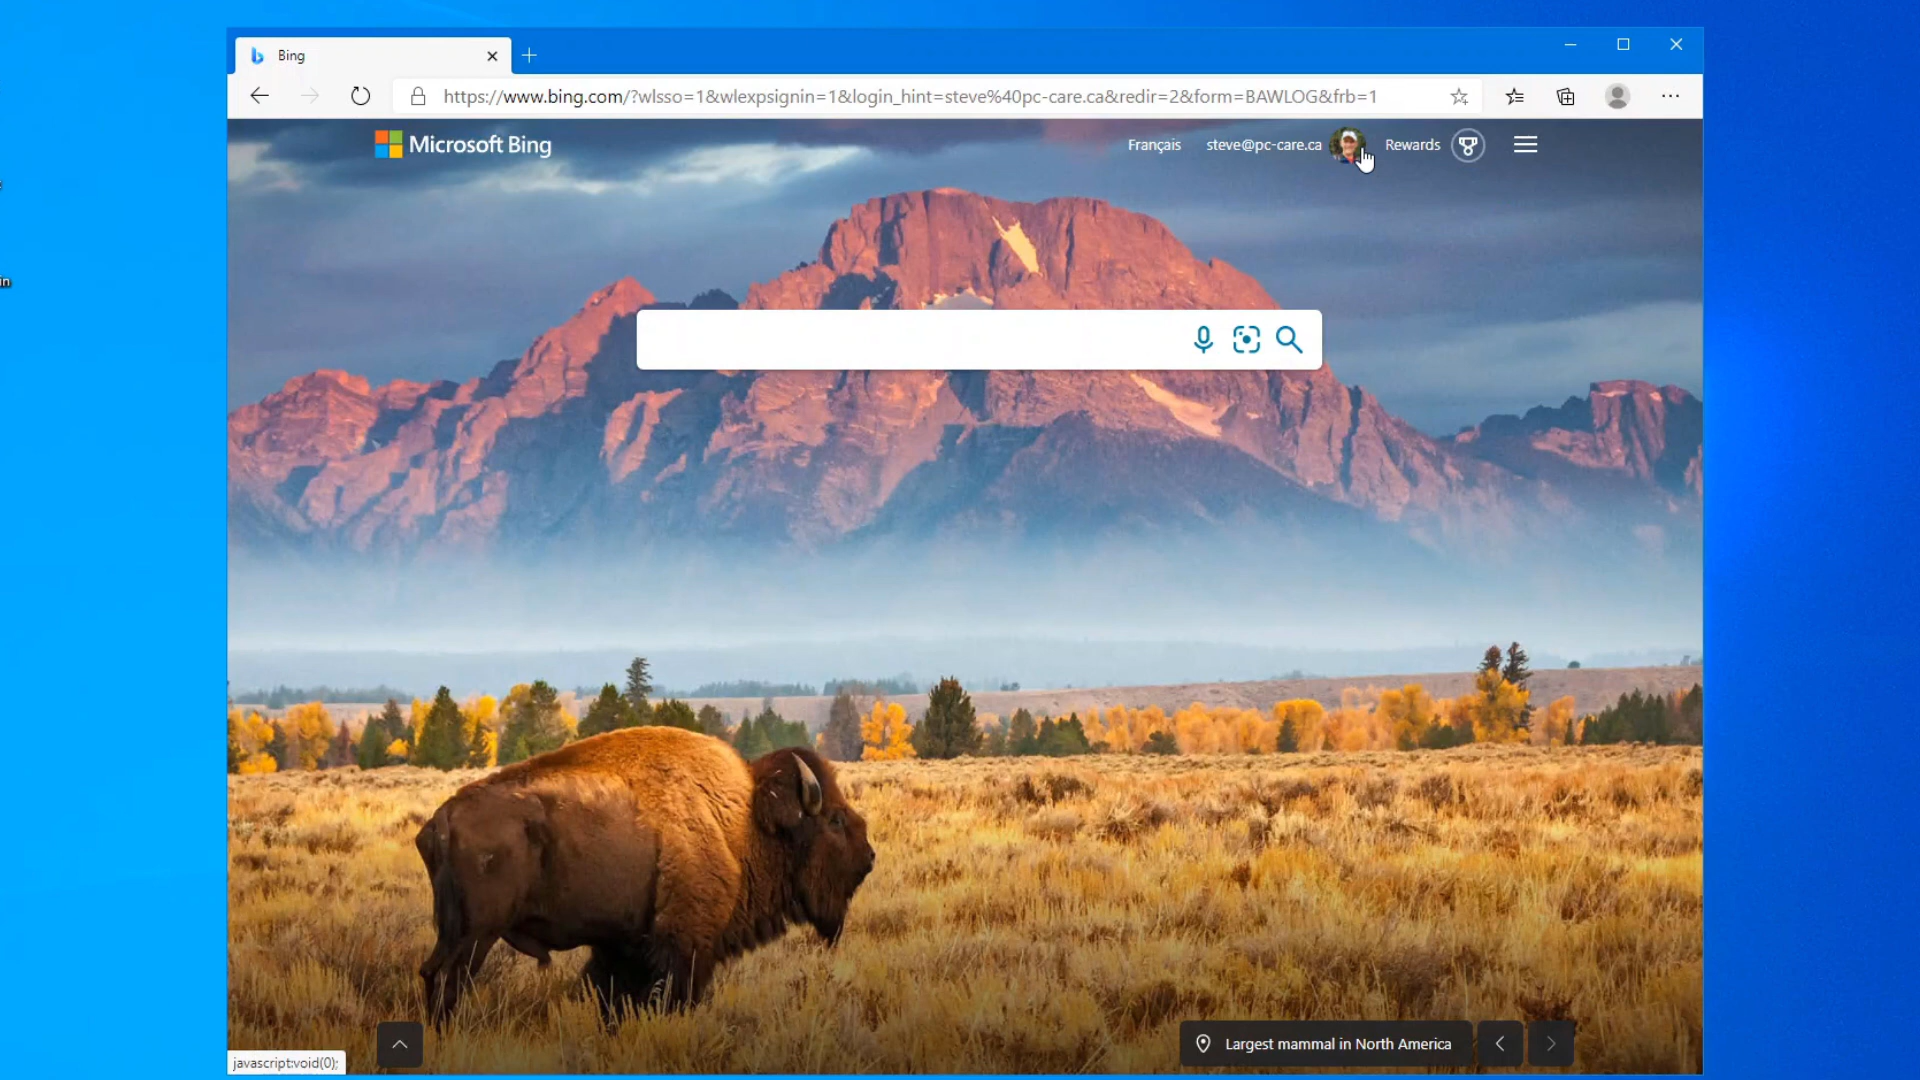 Bing
https://www.bing.com/?wlsso=1&wlexpsignin=1&login_hint=steve%40pc-care.ca&redir=2&form=BAWLOG&frb=1
Microsoft Bing
Français
steve@pc-care.ca
Rewards
in
Largest mammal in North America
javascript:void(0);